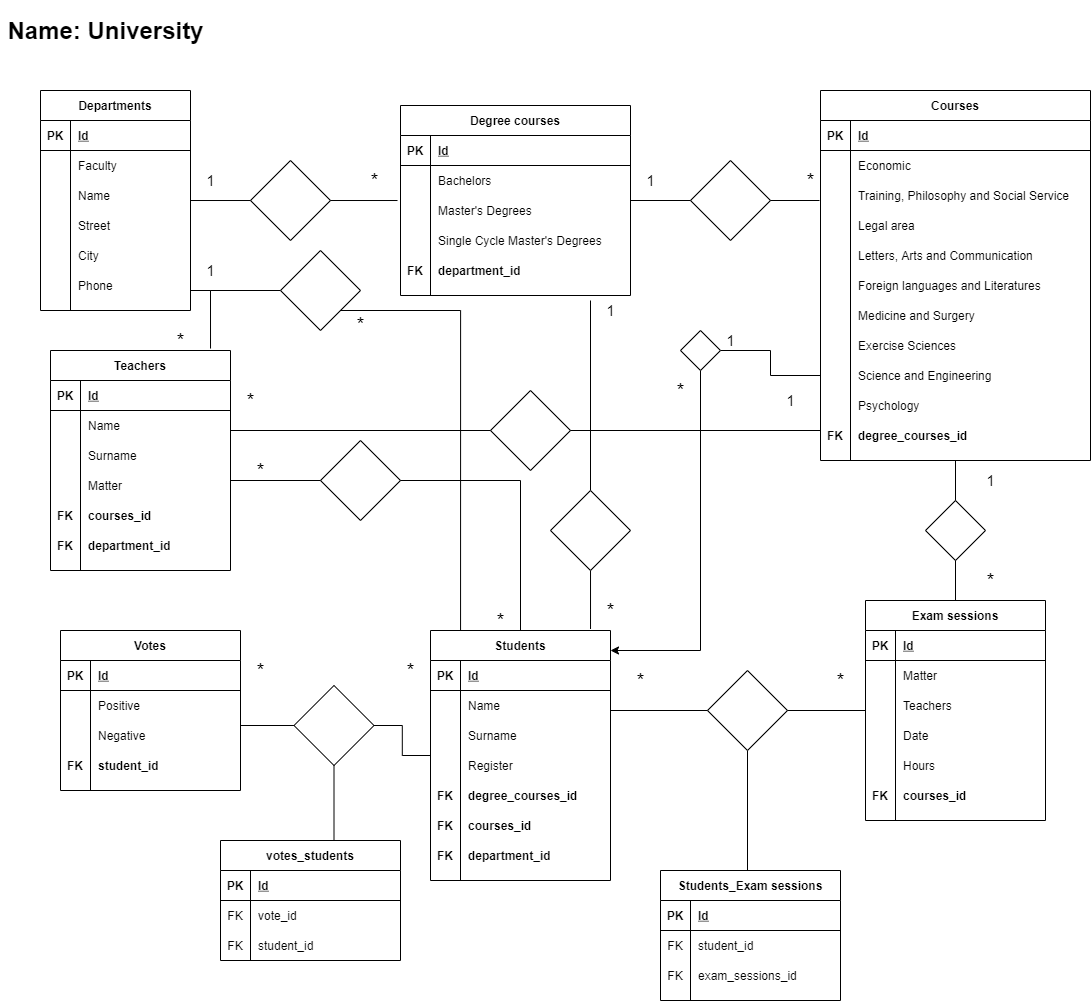 Name: University
Departments
PK Id
Faculty
Name
Street
City
Phone
1
*
Degree courses
PK Id
Bachelors
Master's Degrees
Single Cycle Master's Degrees
FK department_id
1
*
Courses
PK Id
Economic
Training, Philosophy and Social Service
Legal area
Letters, Arts and Communication
Foreign languages and Literatures
Medicine and Surgery
Exercise Sciences
Science and Engineering
Psychology
FK degree_courses_id
1
*
*
1
1
*
1
Teachers
PK Id
Name
Surname
Matter
FK courses_id
FK department_id
*
*
*
1
*
1
*
Votes
PK Id
Positive
Negative
FK student_id
*
*
Students
PK Id
Name
Surname
Register
FK degree_courses_id
FK courses_id
FK department_id
*
*
Exam sessions
PK Id
Matter
Teachers
Date
Hours
FK courses_id
votes_students
PK Id
FK vote_id
FK student_id
Students_Exam sessions
PK Id
FK student_id
FK exam_sessions_id